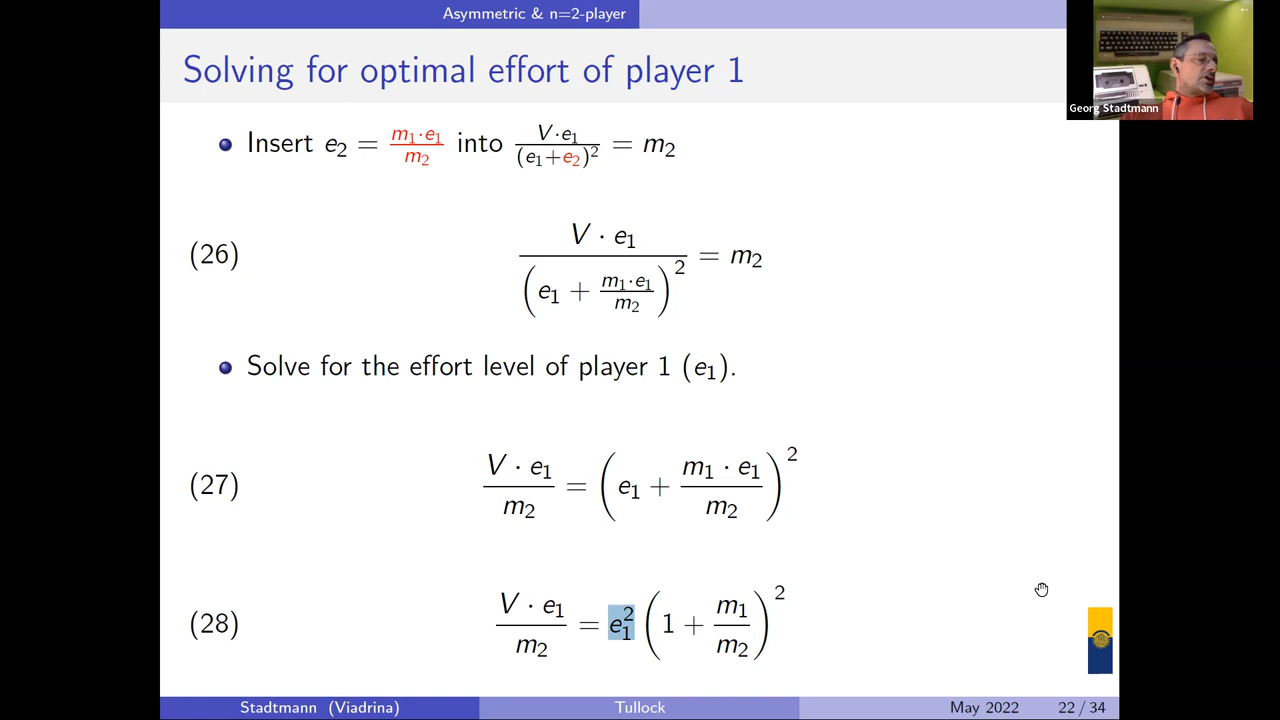 Asymmetric & n=2-player
Georg Stadtmann
Solving for optimal effort of player 1
Insert e₂ = m₁·e₁/m₂ into V·e₁/(e₁+e₂)² = m₂
(26) V · e₁/(e₁ + m₁·e₁/m₂)² = m₂
Solve for the effort level of player 1 (e₁).
(27) V · e₁/m₂ = (e₁ + m₁ · e₁/m₂)²
(28) V · e₁/m₂ = e₁² (1 + m₁/m₂)²
Stadtmann (Viadrina) Tullock May 2022 22 / 34